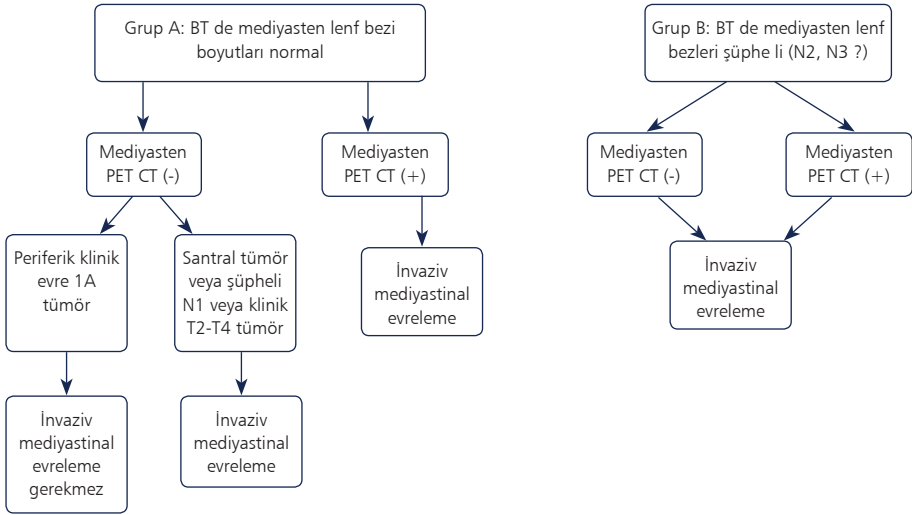 Grup A: BT de mediyasten lenf bezi
boyutları normal
Grup B: BT de mediyasten lenf
bezleri şüphe li (N2, N3 ?)
Mediyasten
PET CT (-)
Mediyasten
PET CT (+)
Mediyasten
PET CT (-)
Mediyasten
PET CT (+)
Periferik klinik
evre 1A
tümör
Santral tümör
veya şüpheli
N1 veya klinik
T2-T4 tümör
İnvaziv
mediyastinal
evreleme
İnvaziv
mediyastinal
evreleme
İnvaziv
mediyastinal
evreleme
gerekmez
İnvaziv
mediyastinal
evreleme